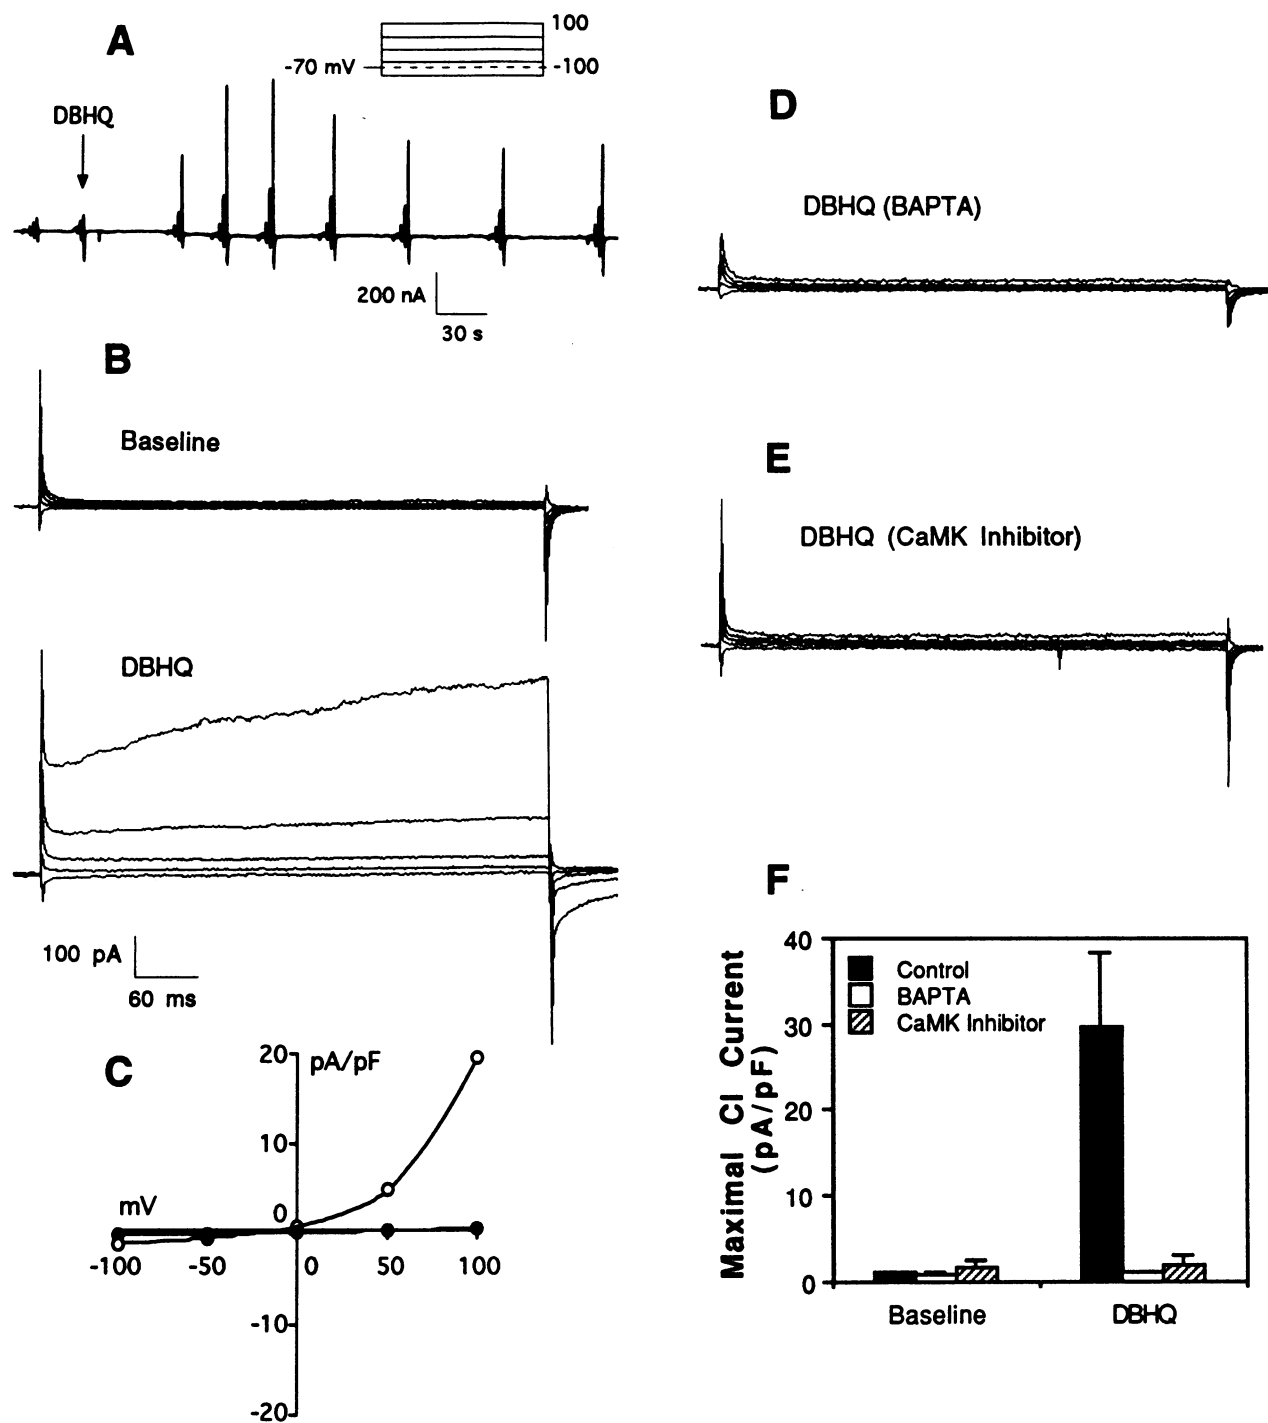 A
100
-70 mV
-100
DBHQ
200 nA
30 s
B
Baseline
DBHQ
100 pA
60 ms
C
20
pA/pF
10
mV
0
-100
-50
0
50
100
-10
-20
D
DBHQ (BAPTA)
E
DBHQ (CaMK Inhibitor)
F
Maximal Cl Current
(pA/pF)
40
30
20
10
0
Control
BAPTA
CaMK Inhibitor
Baseline
DBHQ